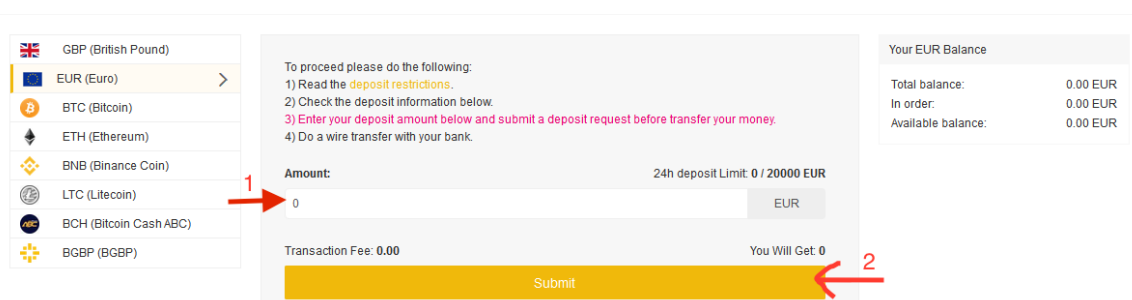 GBP (British Pound)
EUR (Euro)
BTC (Bitcoin)
ETH (Ethereum)
BNB (Binance Coin)
LTC (Litecoin)
BCH (Bitcoin Cash ABC)
BGBP (BGBP)
To proceed please do the following:
1) Read the deposit restrictions.
2) Check the deposit information below.
3) Enter your deposit amount below and submit a deposit request before transfer your money.
4) Do a wire transfer with your bank.
Amount: 24h deposit Limit: 0 / 20000 EUR
1
0 EUR
Transaction Fee: 0.00 You Will Get: 0
Submit
2
Your EUR Balance
Total balance: 0.00 EUR
In order: 0.00 EUR
Available balance: 0.00 EUR